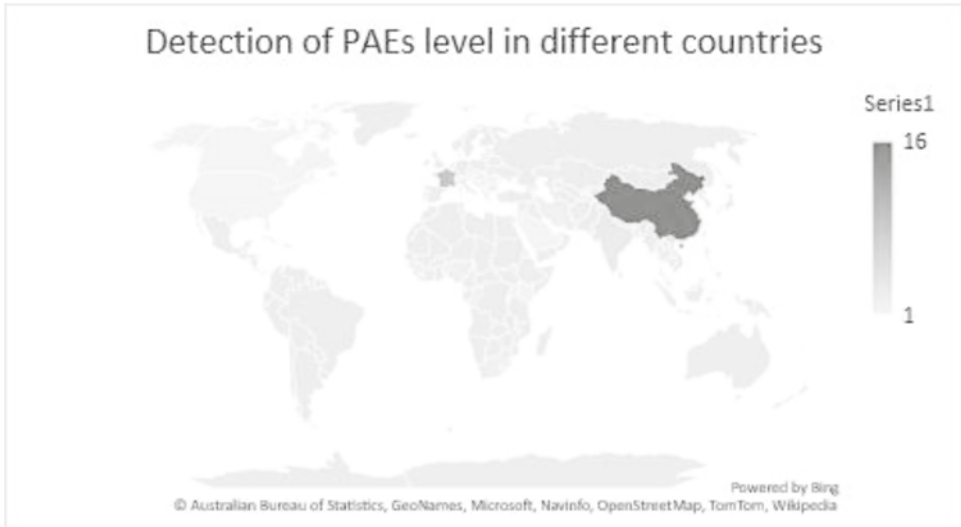 Detection of PAEs level in different countries
Series1
16
1
Powered by Bing
© Australian Bureau of Statistics, GeoNames, Microsoft, Navinfo, OpenStreetMap, TomTom, Wikipedia